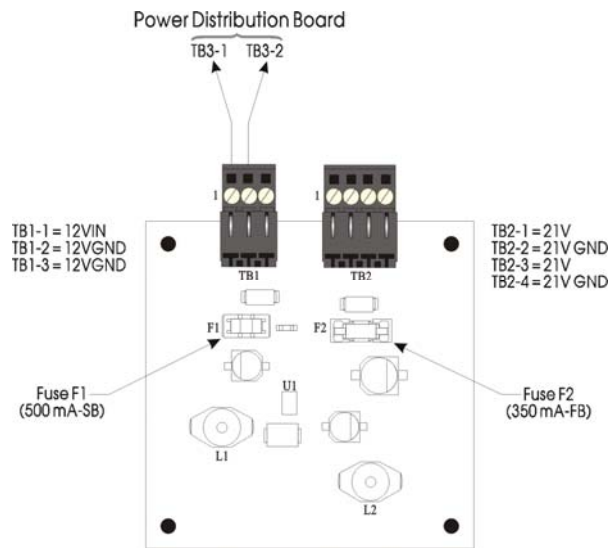 Power Distribution Board
TB3-1 TB3-2
1 1
TB1-1 = 12VIN
TB1-2 = 12VGND
TB1-3 = 12VGND
TB2-1 = 21V
TB2-2 = 21V GND
TB2-3 = 21V
TB2-4 = 21V GND
TB1 TB2
F1 F2
Fuse F1
(500 mA-SB)
U1
Fuse F2
(350 mA-FB)
L1
L2